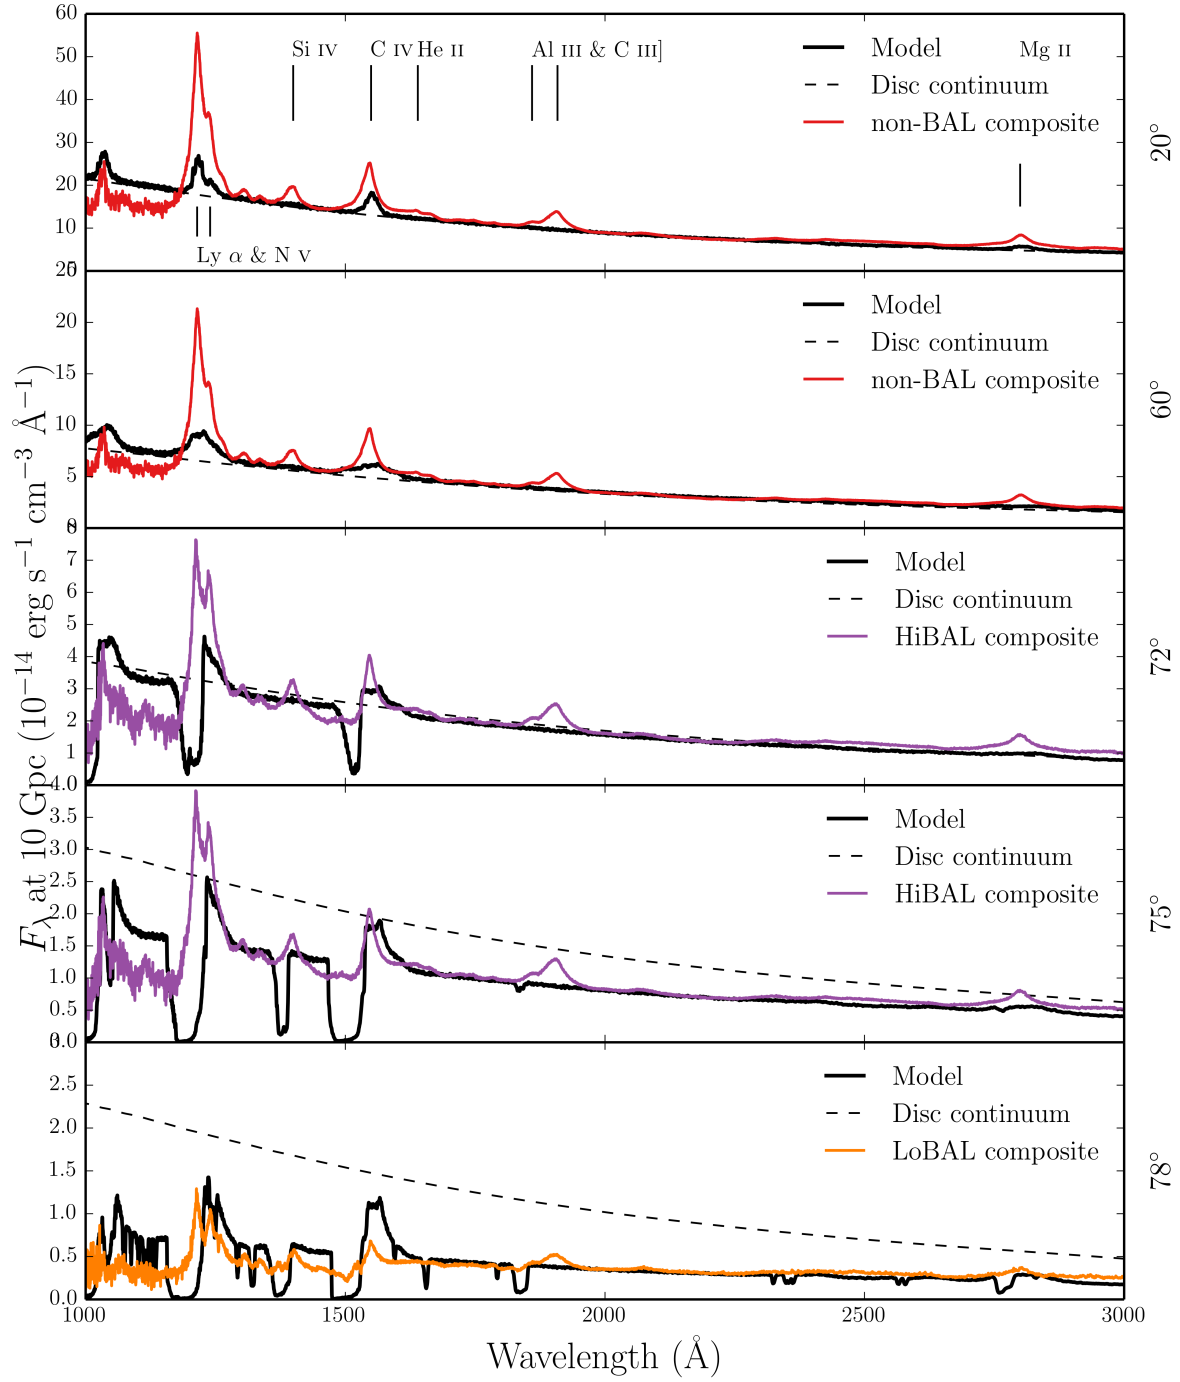 60
50
40
30
20
10
Si IV
C IV He II
Al III & C III]
Mg II
Ly α & N V
Model
Disc continuum
non-BAL composite
20°
25
20
15
10
5
Model
Disc continuum
non-BAL composite
60°
8
7
6
5
4
3
2
1
Model
Disc continuum
HiBAL composite
72°
4.0
3.5
3.0
2.5
2.0
1.5
1.0
0.5
Model
Disc continuum
HiBAL composite
75°
3.0
2.5
2.0
1.5
1.0
0.5
0.0
Model
Disc continuum
LoBAL composite
78°
1000
1500
2000
2500
3000
Wavelength (Å)
Fλ at 10 Gpc (10−14 erg s−1 cm−3 Å−1)